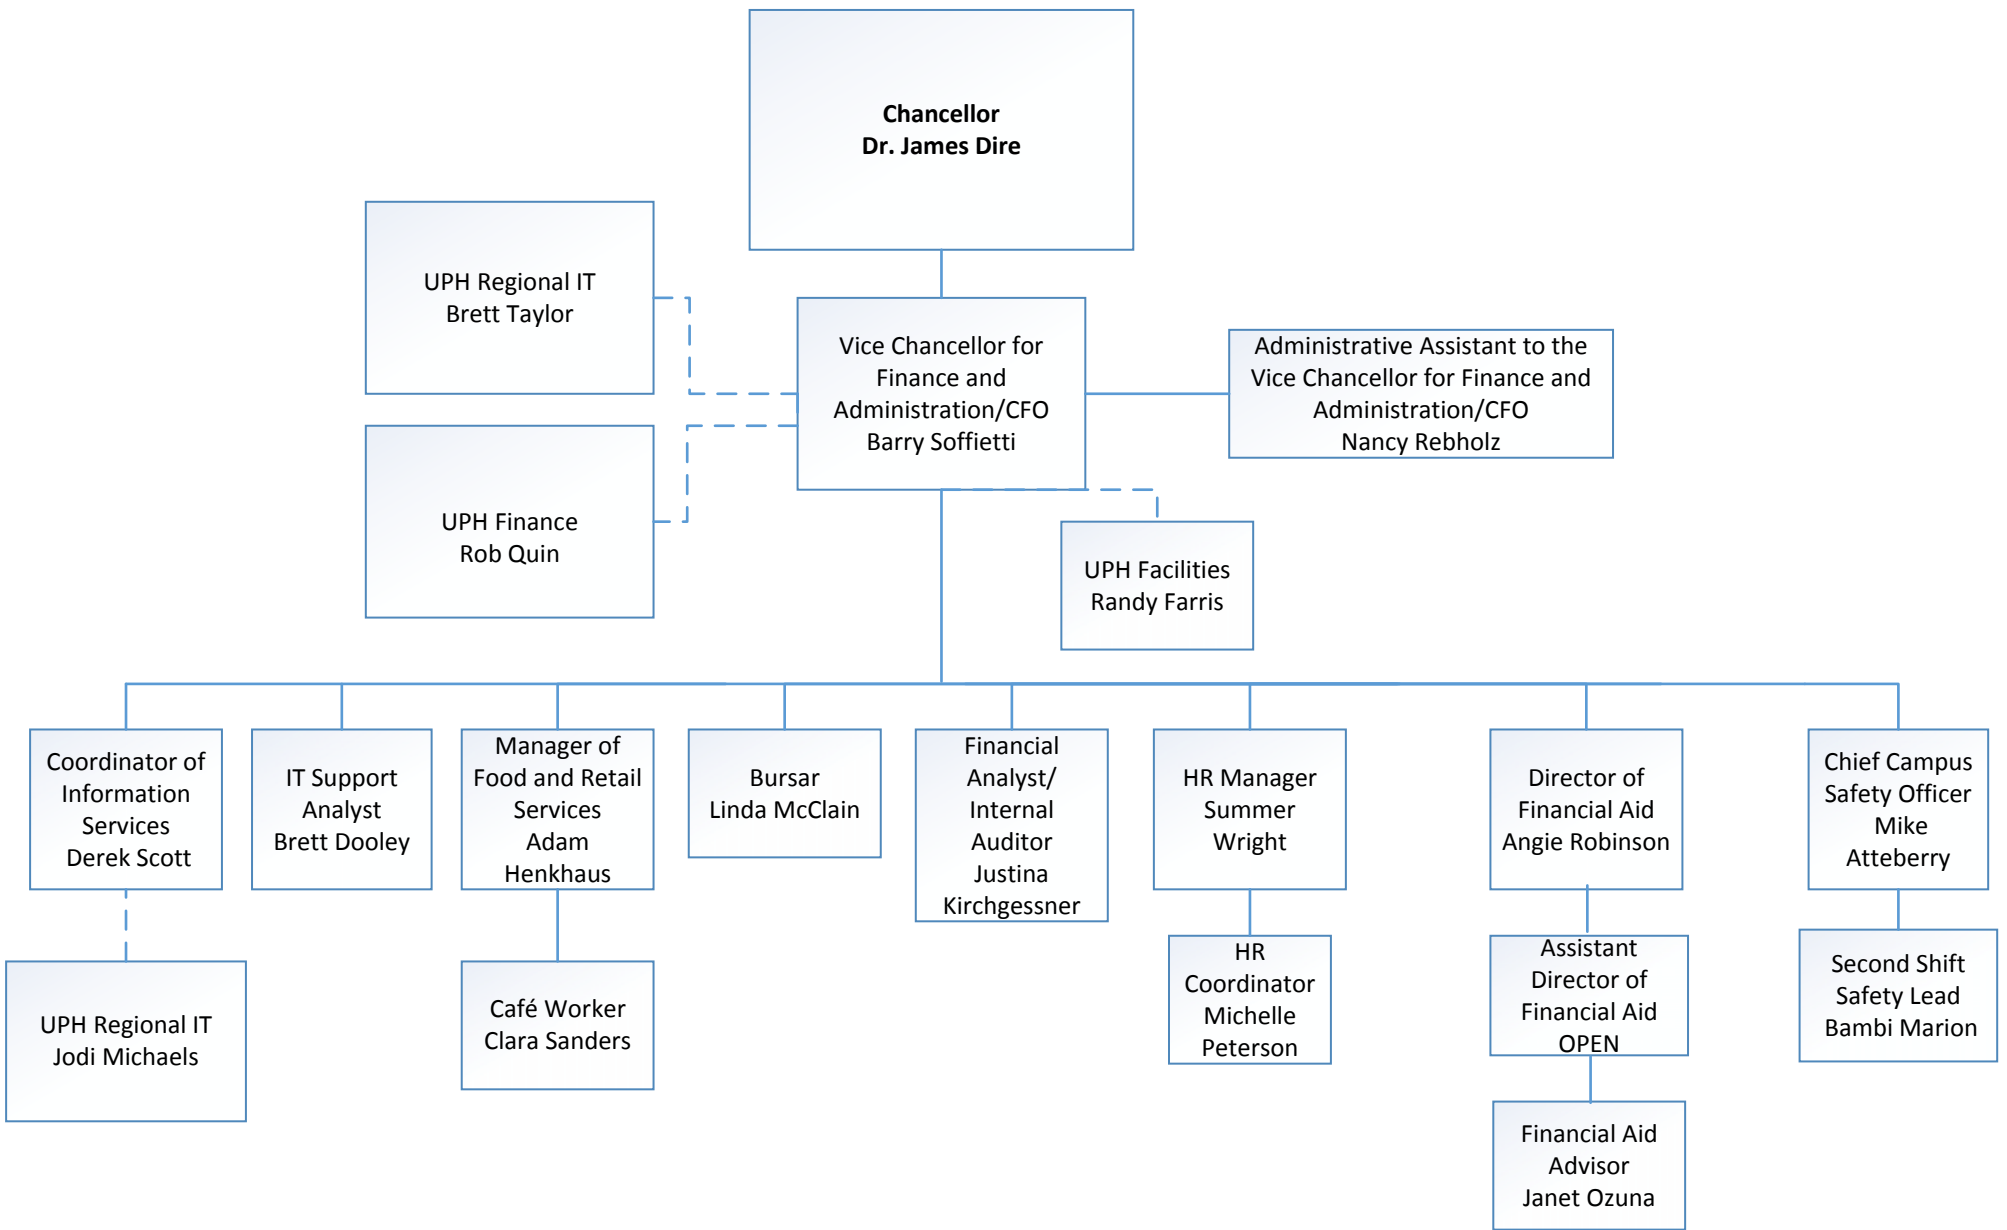 Chancellor
Dr. James Dire
UPH Regional IT
Brett Taylor
Vice Chancellor for
Finance and
Administration/CFO
Barry Soffietti
Administrative Assistant to the
Vice Chancellor for Finance and
Administration/CFO
Nancy Rebholz
UPH Finance
Rob Quin
UPH Facilities
Randy Farris
Coordinator of
Information
Services
Derek Scott
IT Support
Analyst
Brett Dooley
Manager of
Food and Retail
Services
Adam
Henkhaus
Bursar
Linda McClain
Financial
Analyst/
Internal
Auditor
Justina
Kirchgessner
HR Manager
Summer
Wright
Director of
Financial Aid
Angie Robinson
Chief Campus
Safety Officer
Mike
Atteberry
UPH Regional IT
Jodi Michaels
Café Worker
Clara Sanders
HR
Coordinator
Michelle
Peterson
Assistant
Director of
Financial Aid
OPEN
Second Shift
Safety Lead
Bambi Marion
Financial Aid
Advisor
Janet Ozuna